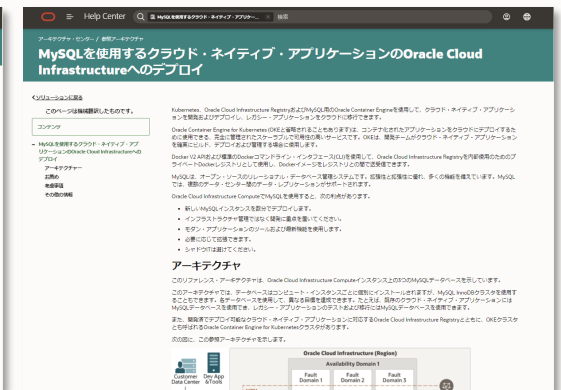 Help Center
MySQLを使用するクラウド・ネイティブ・アプリケー...
検索
アーキテクチャ・センター / 参照アーキテクチャ
MySQLを使用するクラウド・ネイティブ・アプリケーションのOracle Cloud
Infrastructureへのデプロイ
ソリューションに戻る
このページは機械翻訳したものです。
コンテンツ
MySQLを使用するクラウド・ネイティブ・アプ
リケーションのOracle Cloud Infrastructureへの
デプロイ
アーキテクチャー
お薦め
考慮事項
その他の情報
Kubernetes、Oracle Cloud Infrastructure RegistryおよびMySQL用のOracle Container Engineを使用して、クラウド・ネイティブ・アプリケーシ
ョンを開発およびデプロイし、レガシー・アプリケーションをクラウドに移行できます。
Oracle Container Engine for Kubernetes (OKEと省略されることもあります)は、コンテナ化されたアプリケーションをクラウドにデプロイするた
めに使用できる、完全に管理されたスケーラブルで可用性の高いサービスです。OKEは、開発チームがクラウド・ネイティブ・アプリケーション
を確実にビルド、デプロイおよび管理する場合に使用します。
Docker V2 APIおよび標準のDockerコマンドライン・インタフェース(CLI)を使用して、Oracle Cloud Infrastructure Registryを内部使用のためのプ
ライベートDockerレジストリとして使用し、Dockerイメージをレジストリとの間で送受信できます。
MySQLは、オープン・ソースのリレーショナル・データベース管理システムです。拡張性と拡張性に優れ、多くの機能を備えています。MySQL
では、複数のデータ・センター間のデータ・レプリケーションがサポートされます。
Oracle Cloud Infrastructure ComputeでMySQLを使用すると、次の利点があります。
• 新しいMySQLインスタンスを数分でデプロイします。
• インフラストラクチャ管理ではなく開発に重点を置いてください。
• モダン・アプリケーションのツールおよび最新機能を使用します。
• 必要に応じて拡張できます。
• シャドウITは避けてください。
アーキテクチャ
このリファレンス・アーキテクチャは、Oracle Cloud Infrastructure Computeインスタンス上の3つのMySQLデータベースを示しています。
このアーキテクチャでは、データベースはコンピュート・インスタンスごとに個別にインストールされますが、MySQL InnoDBクラスタを使用す
ることもできます。各データベースを使用して、異なる目標を達成できます。たとえば、既存のクラウド・ネイティブ・アプリケーションには
MySQLデータベースを使用でき、レガシー・アプリケーションのテストおよび移行にはMySQLデータベースを使用できます。
また、開発済でデプロイ可能なクラウド・ネイティブ・アプリケーションに対応するOracle Cloud Infrastructure Registryとともに、OKEクラスタ
とも呼ばれるOracle Container Engine for Kubernetesクラスタがあります。
次の図に、この参照アーキテクチャを示します。
Oracle Cloud Infrastructure (Region)
Availability Domain 1
Customer
Data Center
Dev App
&Tools
Fault
Domain 1
Fault
Domain 2
Fault
Domain 3